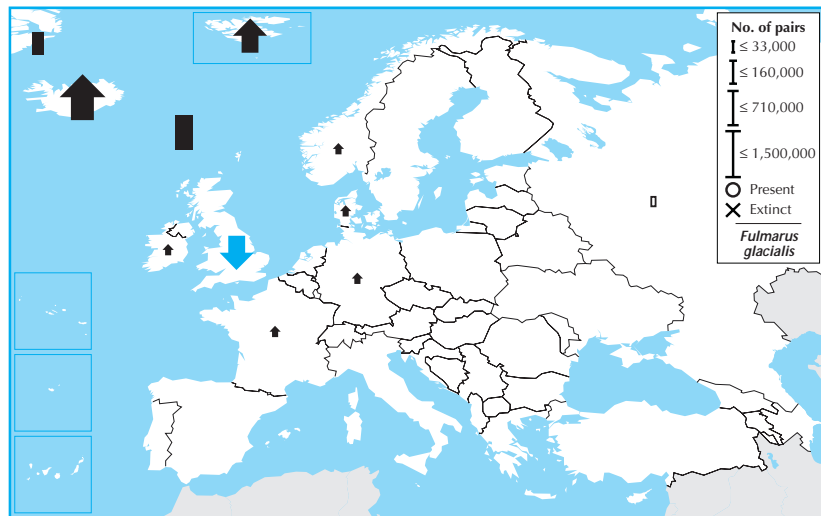 No. of pairs
≤ 33,000
≤ 160,000
≤ 710,000
≤ 1,500,000
Present
Extinct
Fulmarus
glacialis